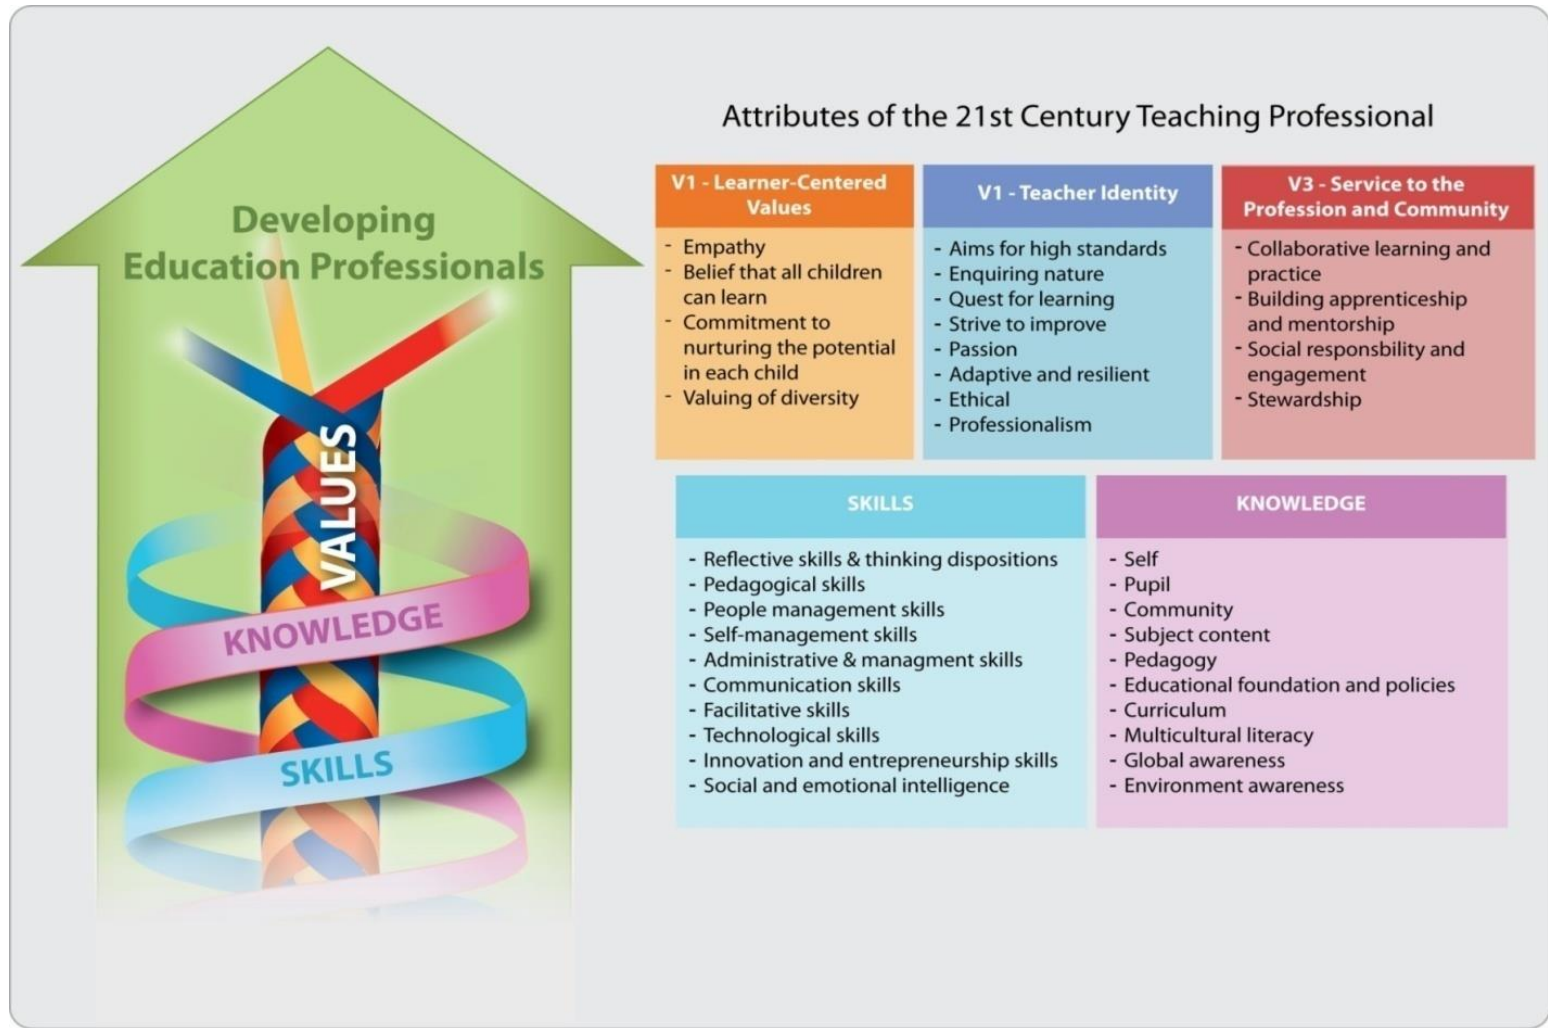 Developing
Education Professionals
VALUES
KNOWLEDGE
SKILLS
Attributes of the 21st Century Teaching Professional
V1 - Learner-Centered
Values
- Empathy
- Belief that all children
can learn
- Commitment to
nurturing the potential
in each child
- Valuing of diversity
V1 - Teacher Identity
- Aims for high standards
- Enquiring nature
- Quest for learning
- Strive to improve
- Passion
- Adaptive and resilient
- Ethical
- Professionalism
V3 - Service to the
Profession and Community
- Collaborative learning and
practice
- Building apprenticeship
and mentorship
- Social responsbility and
engagement
- Stewardship
SKILLS
- Reflective skills & thinking dispositions
- Pedagogical skills
- People management skills
- Self-management skills
- Administrative & managment skills
- Communication skills
- Facilitative skills
- Technological skills
- Innovation and entrepreneurship skills
- Social and emotional intelligence
KNOWLEDGE
- Self
- Pupil
- Community
- Subject content
- Pedagogy
- Educational foundation and policies
- Curriculum
- Multicultural literacy
- Global awareness
- Environment awareness